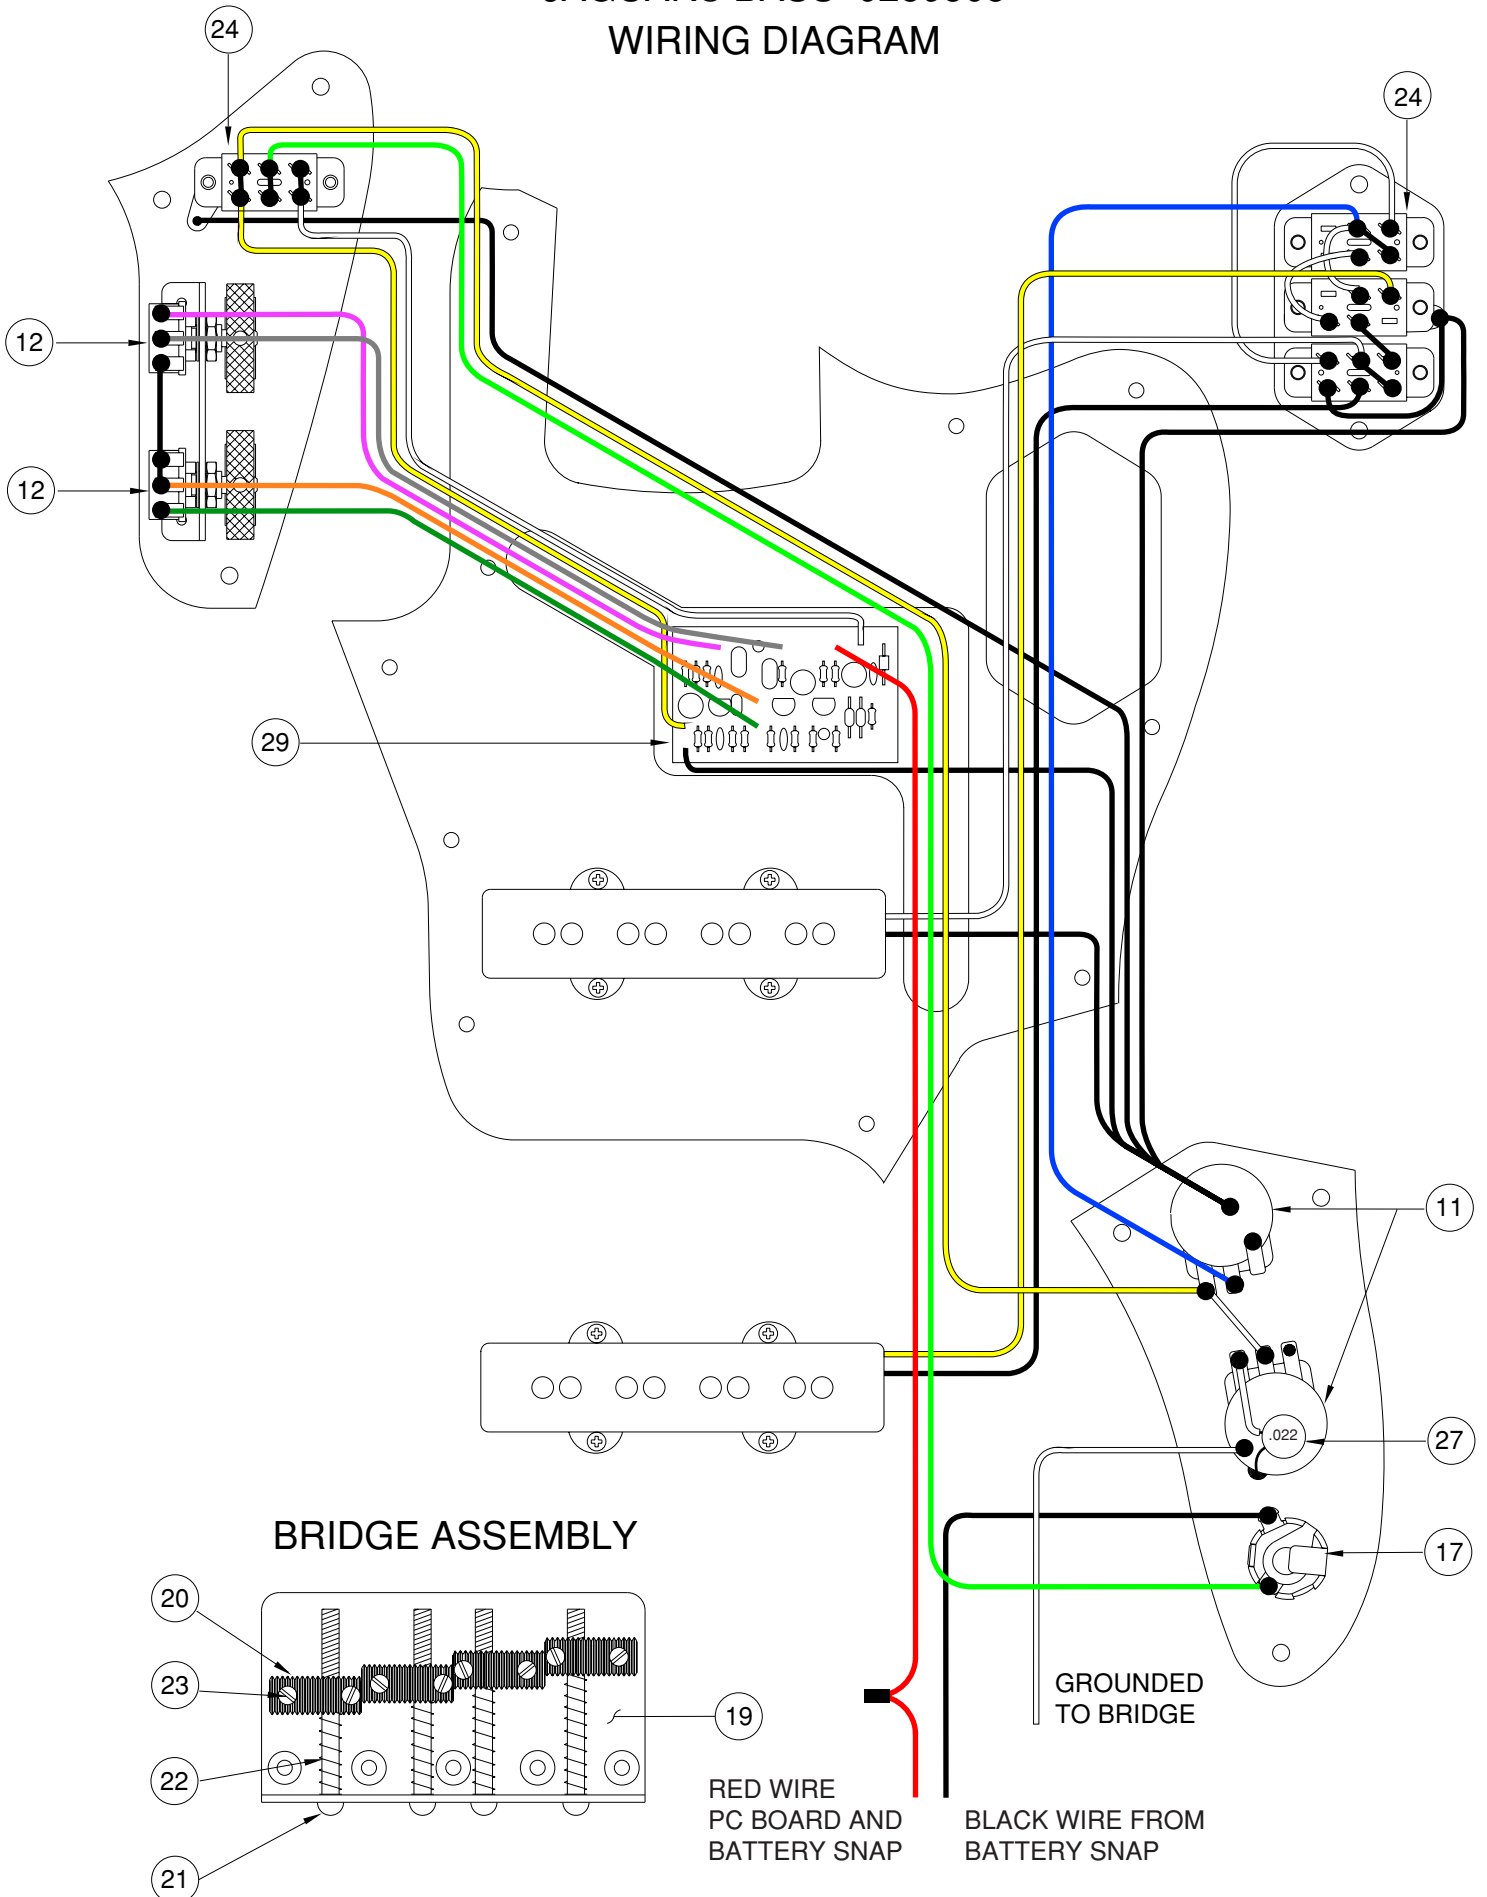 WIRING DIAGRAM
24
24
12
12
29
11
.022
27
17
BRIDGE ASSEMBLY
20
23
19
22
21
GROUNDED
TO BRIDGE
RED WIRE
PC BOARD AND
BATTERY SNAP
BLACK WIRE FROM
BATTERY SNAP